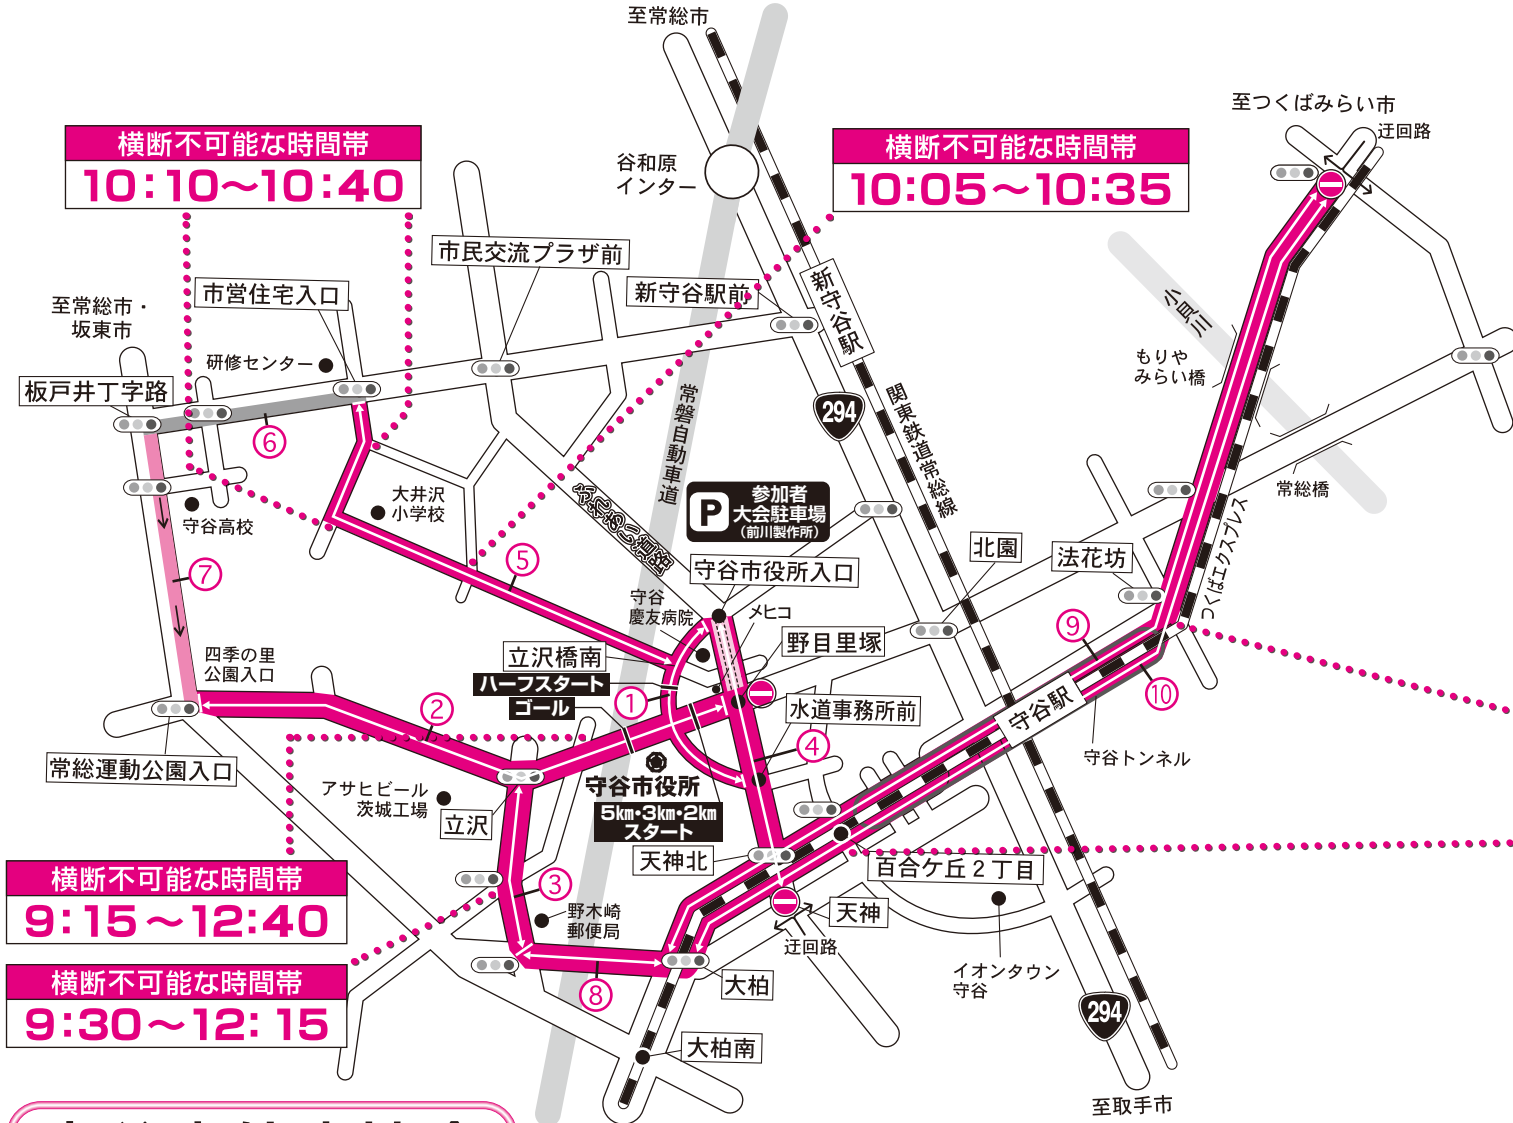 至常総市
至つくばみらい市
迂回路
横断不可能な時間帯
10:10～10:40
横断不可能な時間帯
10:05～10:35
谷和原
インター
市民交流プラザ前
新守谷駅前
新守谷駅
市営住宅入口
至常総市・
坂東市
研修センター
板戸井丁字路
小貝川
もりや
みらい橋
常磐自動車道
294
関東鉄道常総線
⑥
大井沢
小学校
守谷高校
ふれあい道路
P
参加者
大会駐車場
(前川製作所)
常総橋
つくばエクスプレス
北園
法花坊
⑤
⑦
守谷市役所入口
守谷
慶友病院
メヒコ
野目里塚
⑨
⑩
立沢橋南
ハーフスタート
ゴール
①
四季の里
公園入口
②
水道事務所前
④
守谷駅
守谷トンネル
常総運動公園入口
アサヒビール
茨城工場
立沢
守谷市役所
5km・3km・2km
スタート
天神北
百合ケ丘2丁目
横断不可能な時間帯
9:15～12:40
③
野木崎
郵便局
天神
迂回路
イオンタウン
守谷
横断不可能な時間帯
9:30～12:15
⑧
大柏
294
大柏南
至取手市